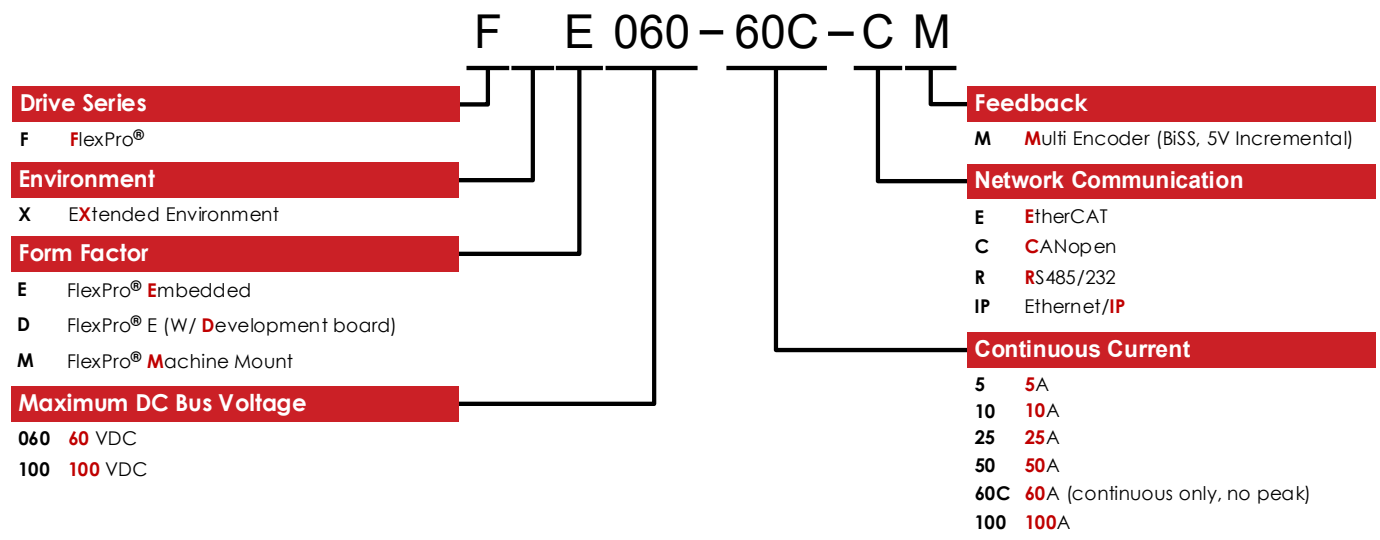 F E 060 – 60C – C M
Drive Series
F FlexPro®
Environment
X EXtended Environment
Form Factor
E FlexPro® Embedded
D FlexPro® E (W/ Development board)
M FlexPro® Machine Mount
Maximum DC Bus Voltage
060 60 VDC
100 100 VDC
Feedback
M Multi Encoder (BiSS, 5V Incremental)
Network Communication
E EtherCAT
C CANopen
R RS485/232
IP Ethernet/IP
Continuous Current
5 5A
10 10A
25 25A
50 50A
60C 60A (continuous only, no peak)
100 100A